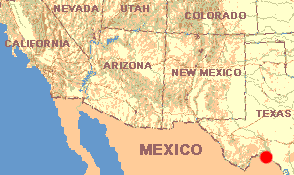 NEVADA
UTAH
COLORADO
CALIFORNIA
ARIZONA
NEW MEXICO
TEXAS
MEXICO